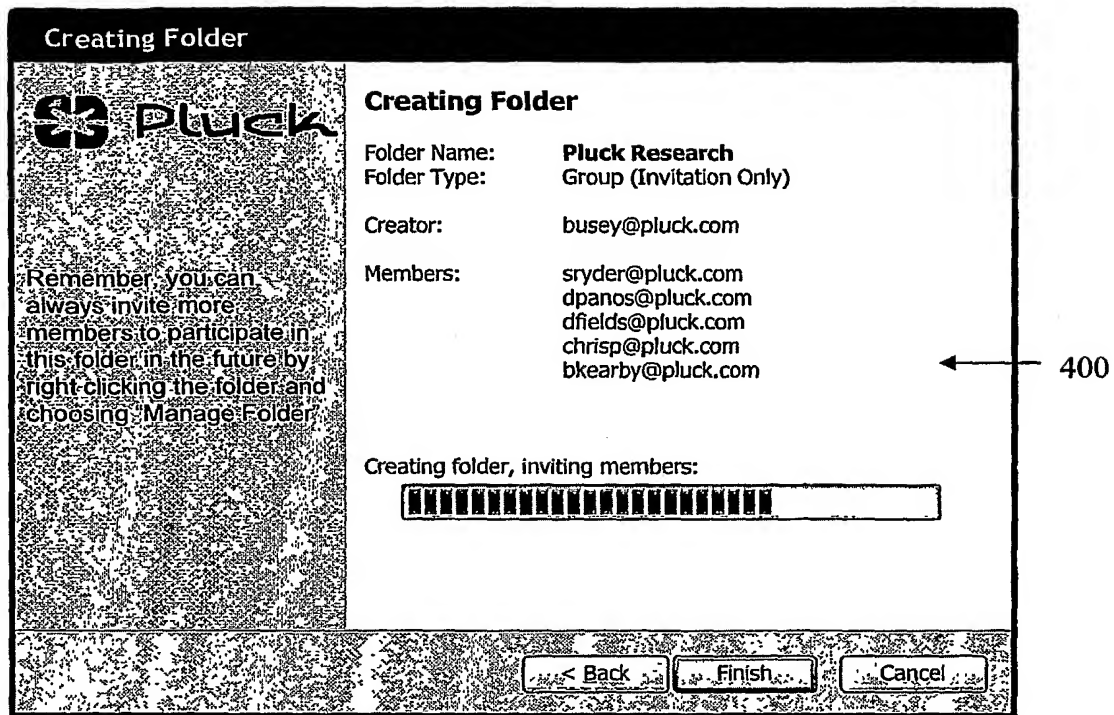 Creating Folder
Pluck
Remember, you can
always invite more
members to participate in
this folder in the future by
right-clicking the folder and
choosing "Manage Folder"
Creating Folder
Folder Name: Pluck Research
Folder Type: Group (Invitation Only)
Creator: busey@pluck.com
Members: sryder@pluck.com
dpanos@pluck.com
dfields@pluck.com
chrisp@pluck.com
bkearby@pluck.com
400
Creating folder, inviting members:
< Back
Finish
Cancel